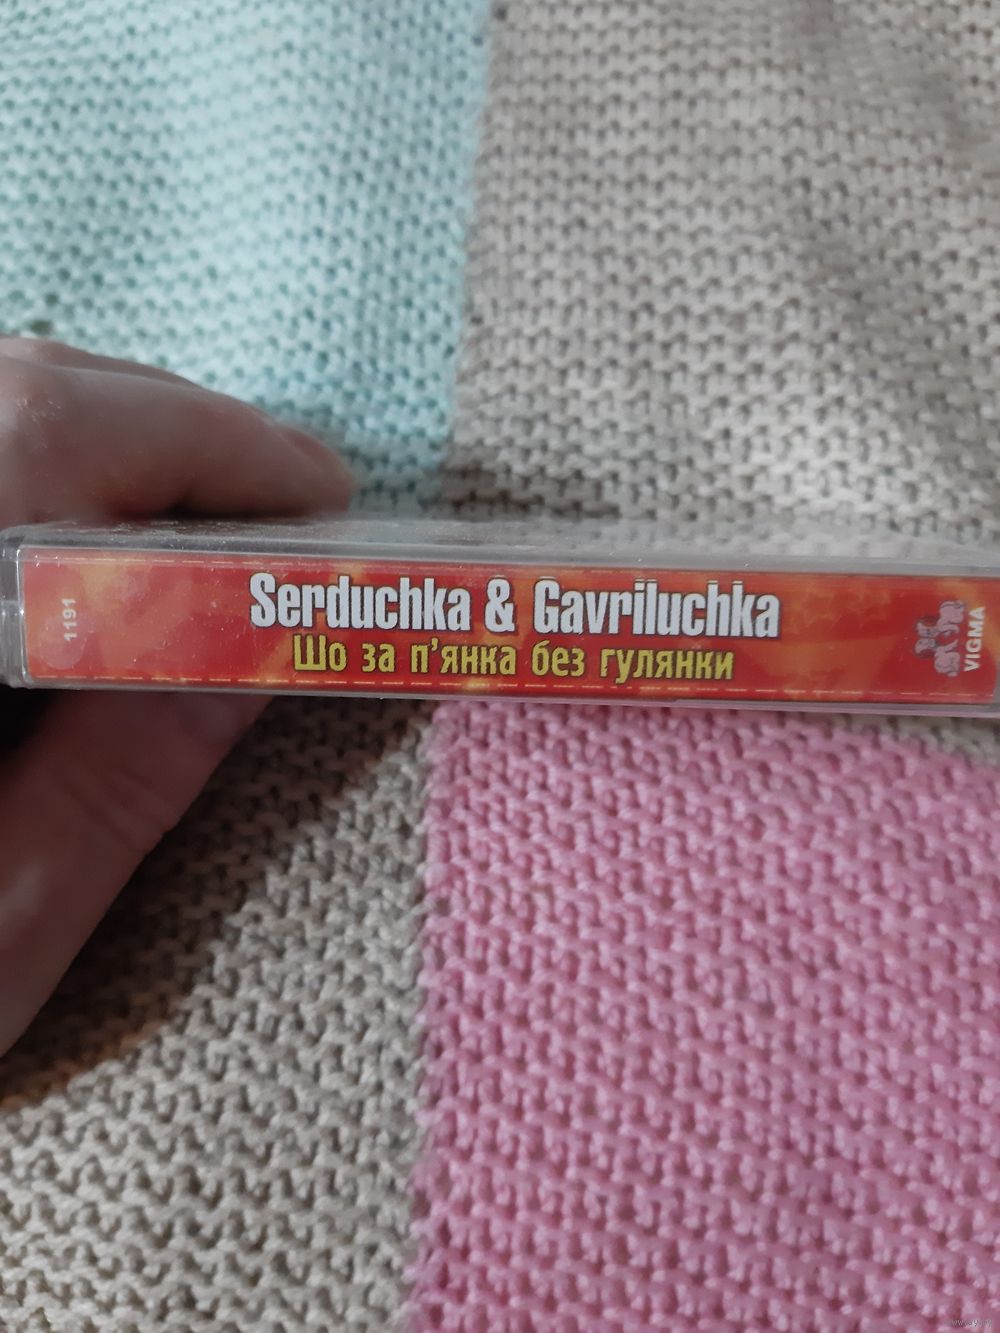 1191
Serduchka & Gavriluchka
Шо за п'янка без гулянки
VIGMA